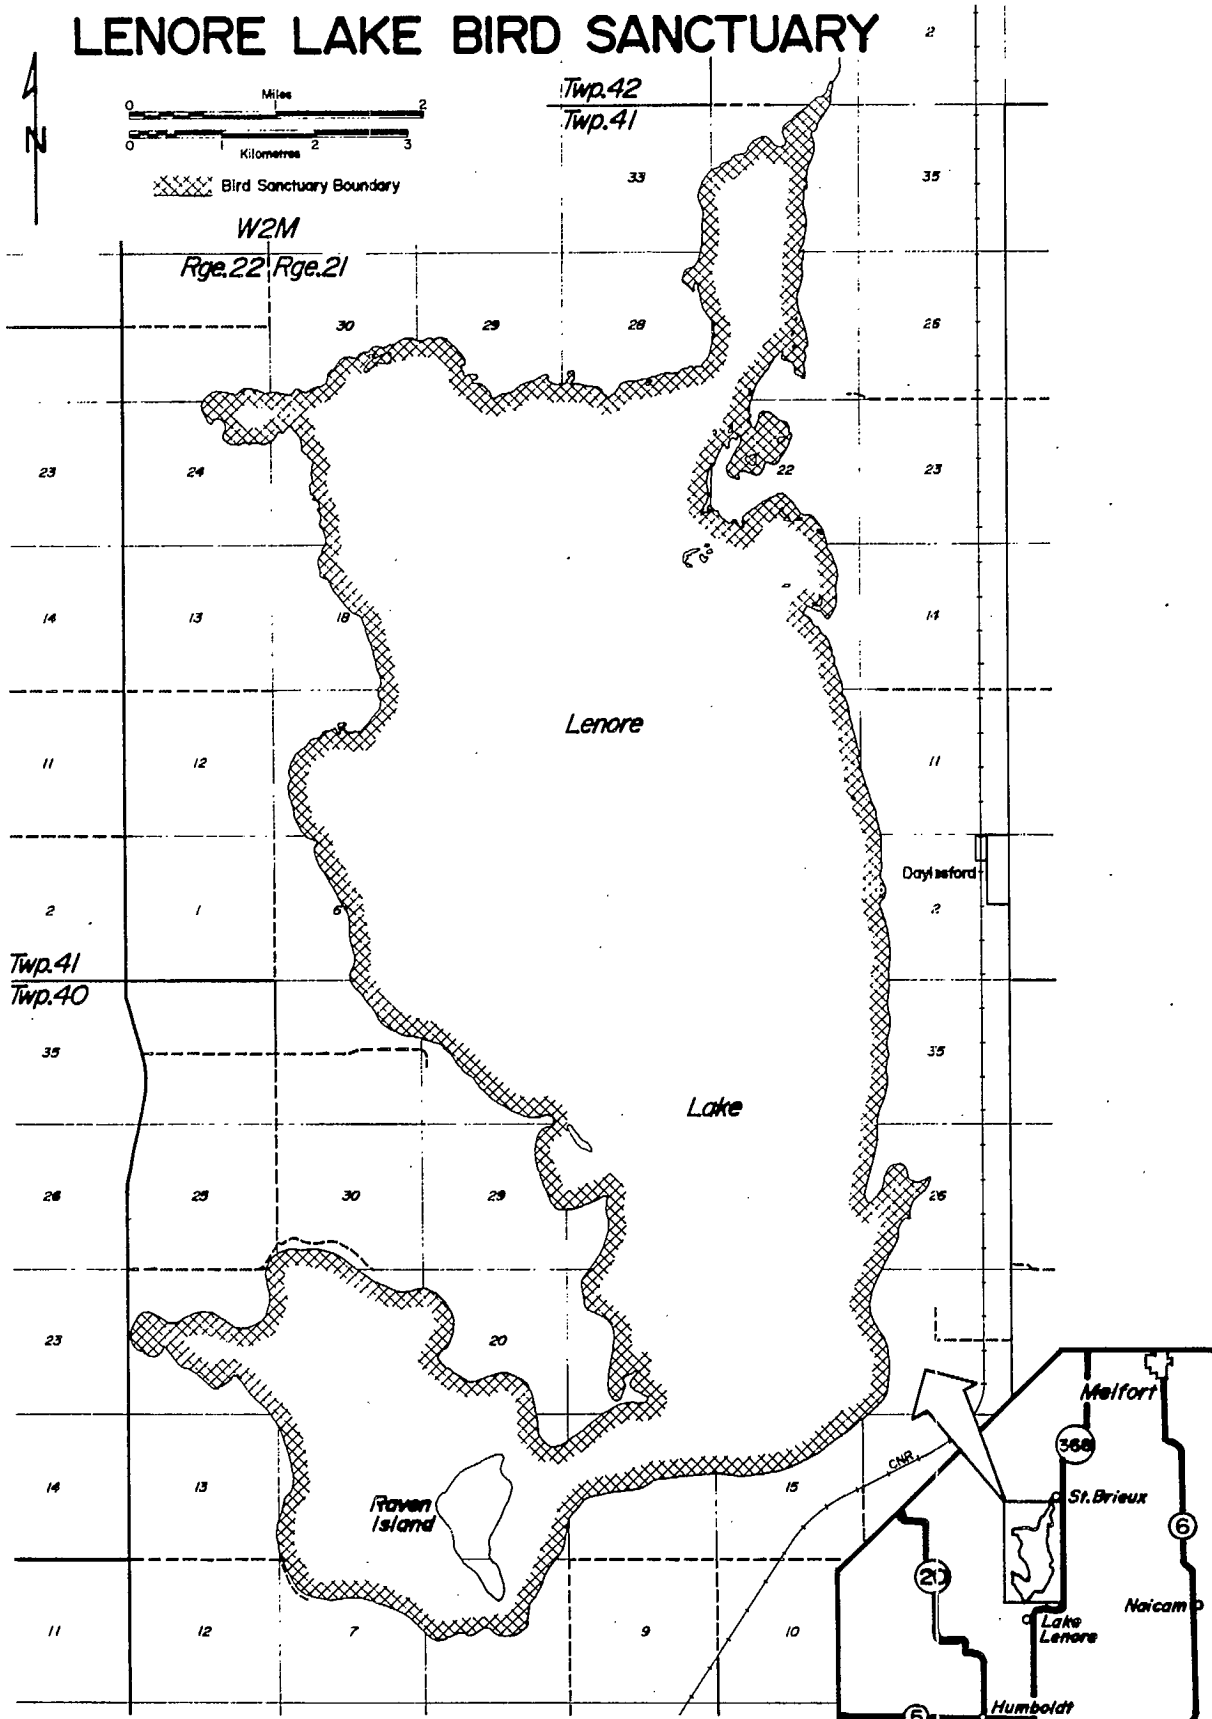 LENORE LAKE BIRD SANCTUARY
2
Miles
0 2
0 1 2 3
Kilometres
N
Bird Sanctuary Boundary
Twp.42
Twp.41
33 35
W2M
Rge.22 Rge.21
30 29 28 26
23 24 22 23
14 13 18 14
Lenore
11 12 11
Daylesford
2 1 6 2
Twp.41
Twp.40
35 35
Lake
26 25 30 29 26
23 20
Melfort
368
CNR
14 13 15
Raven
Island
St.Brieux
6
20
Naicam
Lake
Lenore
11 12 7 9 10
Humboldt
5